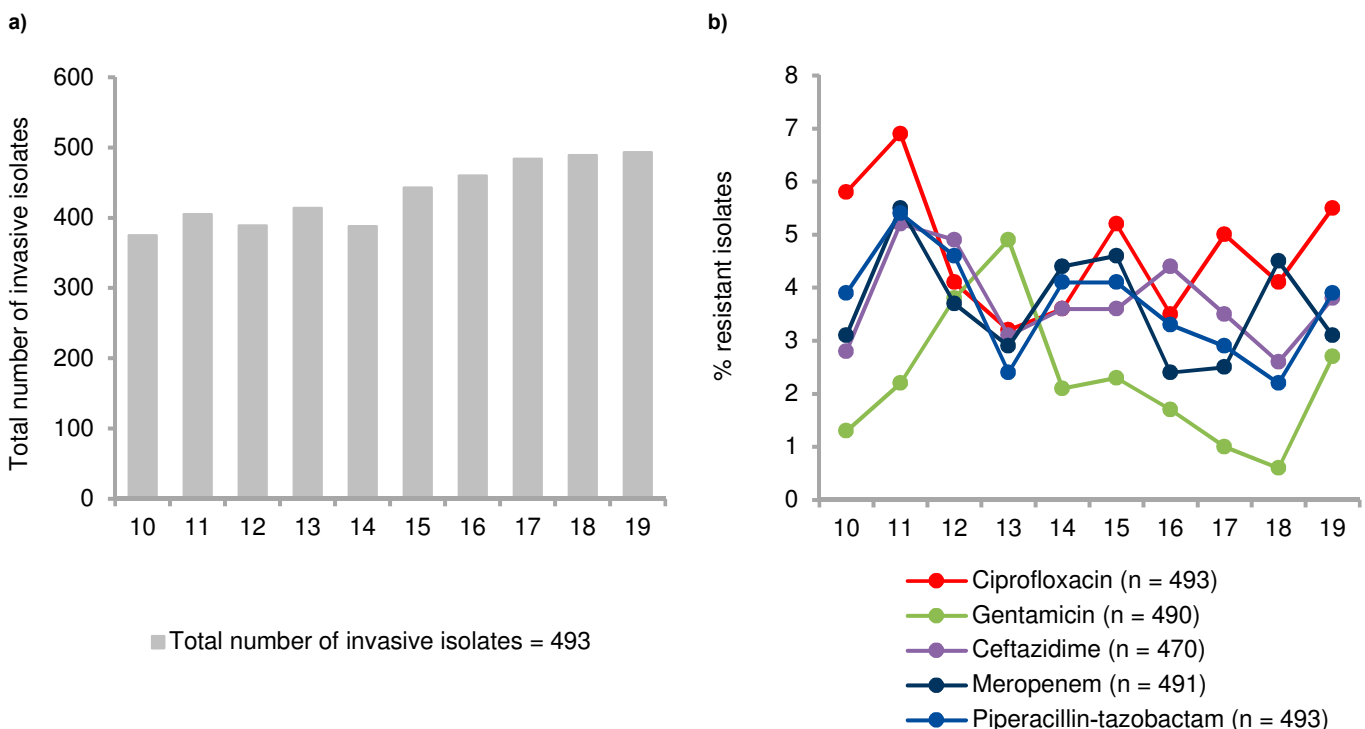 a)
Total number of invasive isolates
600
500
400
300
200
100
0
10 11 12 13 14 15 16 17 18 19
Total number of invasive isolates = 493
b)
% resistant isolates
8
7
6
5
4
3
2
1
0
10 11 12 13 14 15 16 17 18 19
Ciprofloxacin (n = 493)
Gentamicin (n = 490)
Ceftazidime (n = 470)
Meropenem (n = 491)
Piperacillin-tazobactam (n = 493)